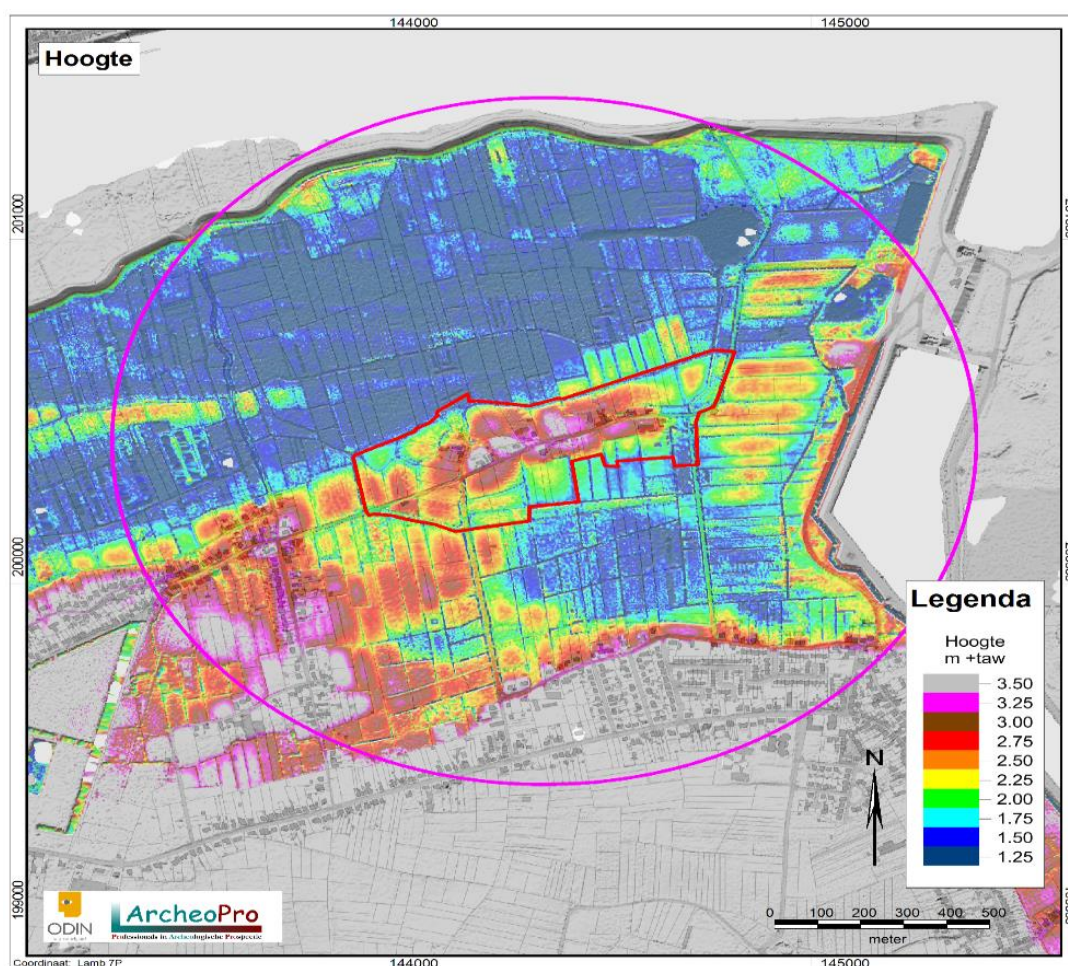 144000 145000
Hoogte
201000
200000
199000
Legenda
Hoogte
m +taw
3.50
3.25
3.00
2.75
2.50
2.25
2.00
1.75
1.50
1.25
N
0 100 200 300 400 500
meter
ODIN
ArcheoPro
Professionals in Archeologische Prospectie
144000 145000
Coordinaat: Lamb 7P